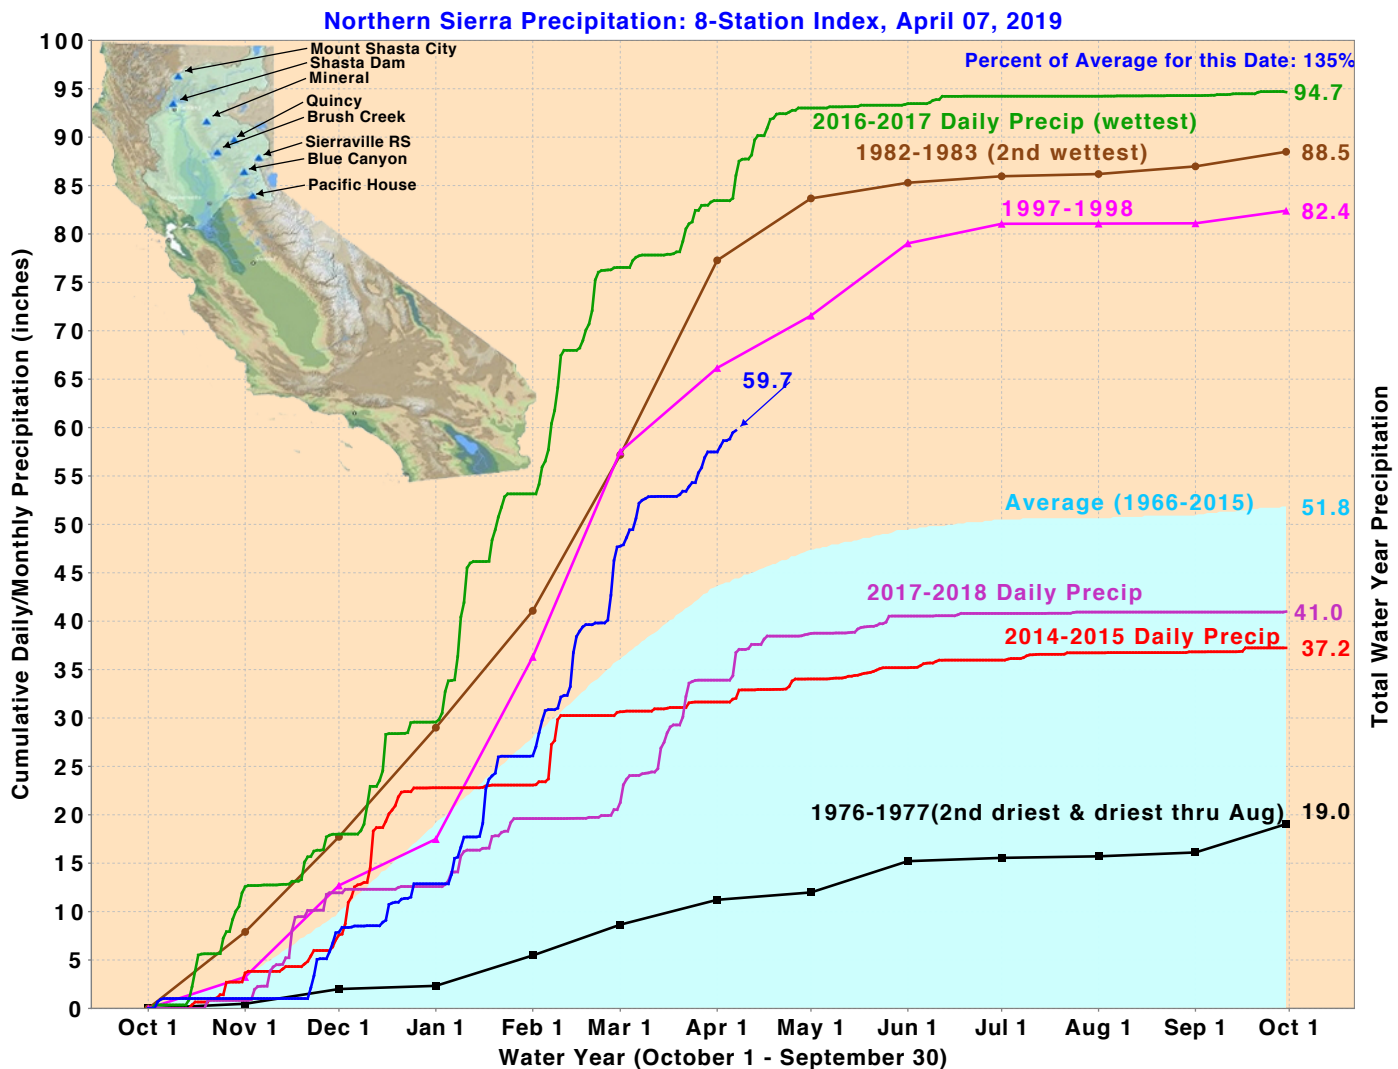 Northern Sierra Precipitation: 8-Station Index, April 07, 2019
Percent of Average for this Date: 135%
Mount Shasta City
Shasta Dam
Mineral
Quincy
Brush Creek
Sierraville RS
Blue Canyon
Pacific House
Cumulative Daily/Monthly Precipitation (inches)
100
95
90
85
80
75
70
65
60
55
50
45
40
35
30
25
20
15
10
5
0
2016-2017 Daily Precip (wettest)
94.7
1982-1983 (2nd wettest)
88.5
1997-1998
82.4
59.7
Average (1966-2015)
51.8
2017-2018 Daily Precip
41.0
2014-2015 Daily Precip
37.2
1976-1977(2nd driest & driest thru Aug)
19.0
Total Water Year Precipitation
Oct 1 Nov 1 Dec 1 Jan 1 Feb 1 Mar 1 Apr 1 May 1 Jun 1 Jul 1 Aug 1 Sep 1 Oct 1
Water Year (October 1 - September 30)